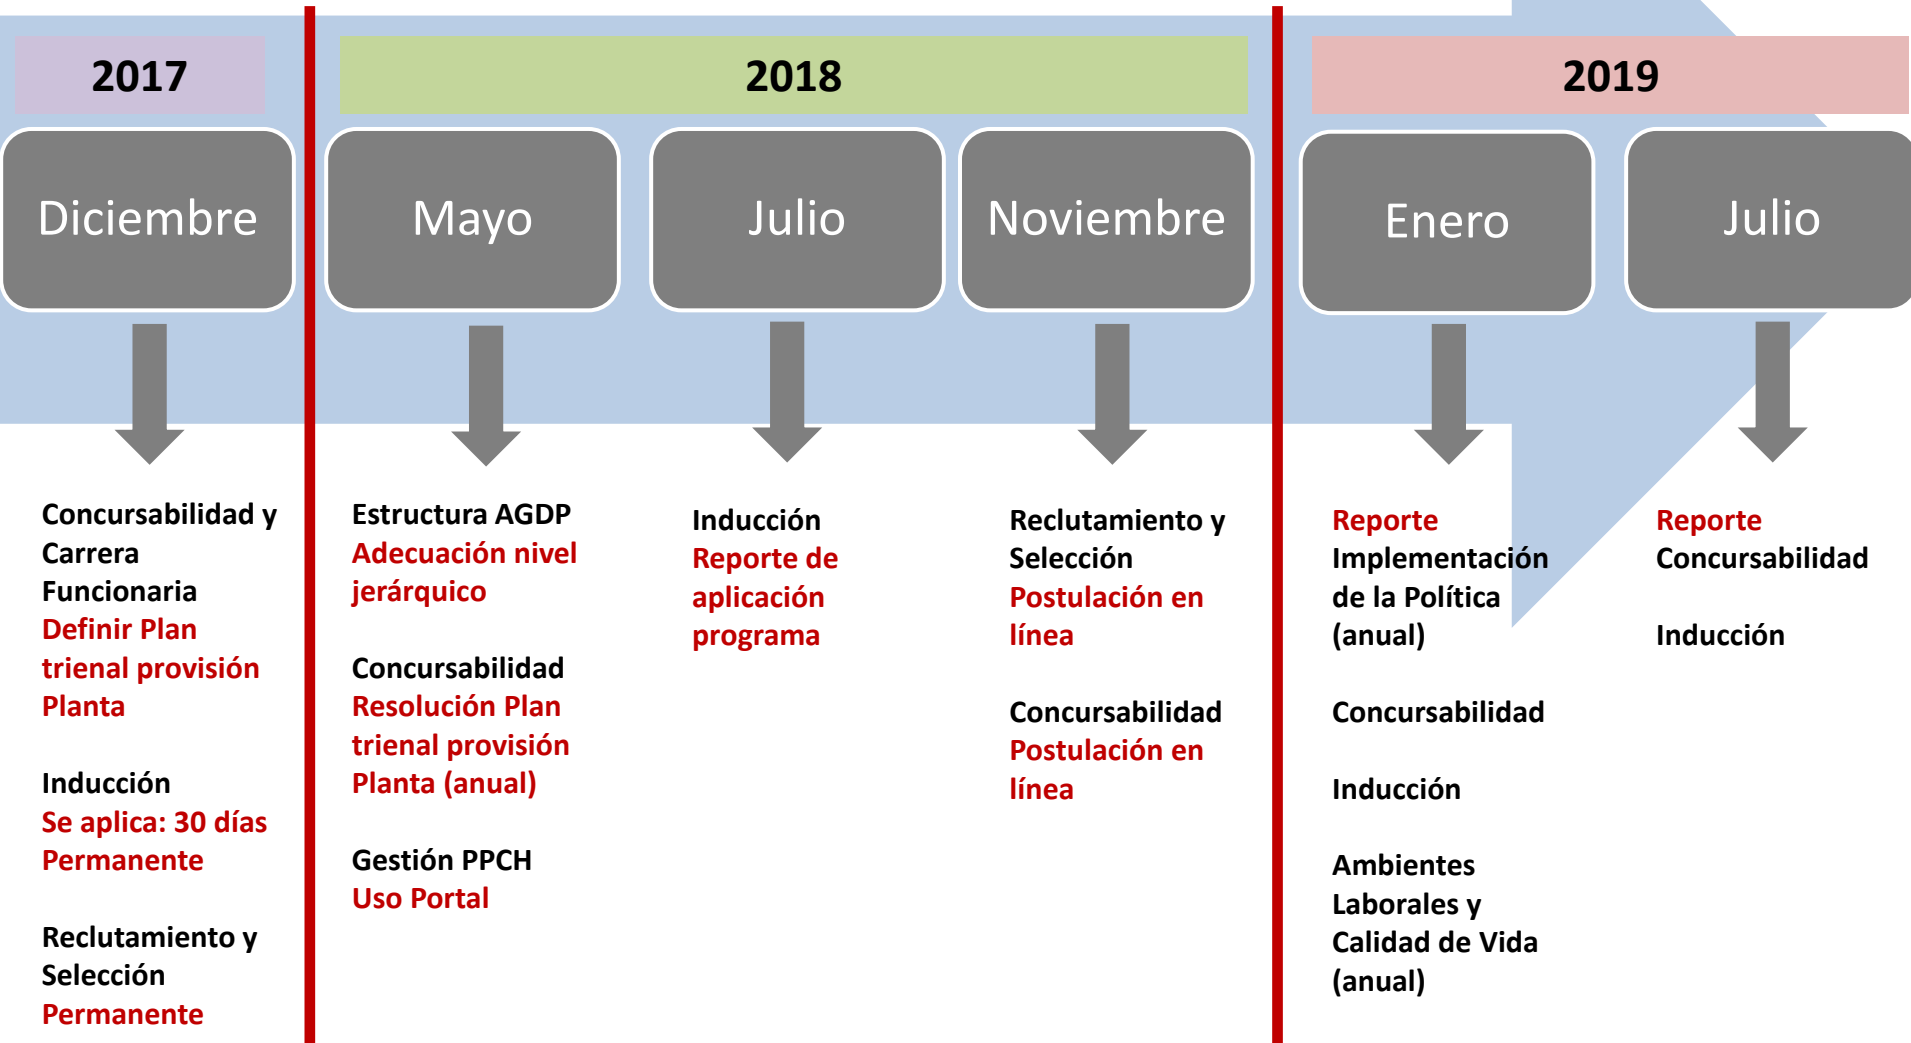 2017
2018
2019
Diciembre
Mayo
Julio
Noviembre
Enero
Julio
Concursabilidad y
Carrera
Funcionaria
Definir Plan
trienal provisión
Planta
Inducción
Se aplica: 30 días
Permanente
Reclutamiento y
Selección
Permanente
Estructura AGDP
Adecuación nivel
jerárquico
Concursabilidad
Resolución Plan
trienal provisión
Planta (anual)
Gestión PPCH
Uso Portal
Inducción
Reporte de
aplicación
programa
Reclutamiento y
Selección
Postulación en
línea
Concursabilidad
Postulación en
línea
Reporte
Implementación
de la Política
(anual)
Concursabilidad
Inducción
Ambientes
Laborales y
Calidad de Vida
(anual)
Reporte
Concursabilidad
Inducción